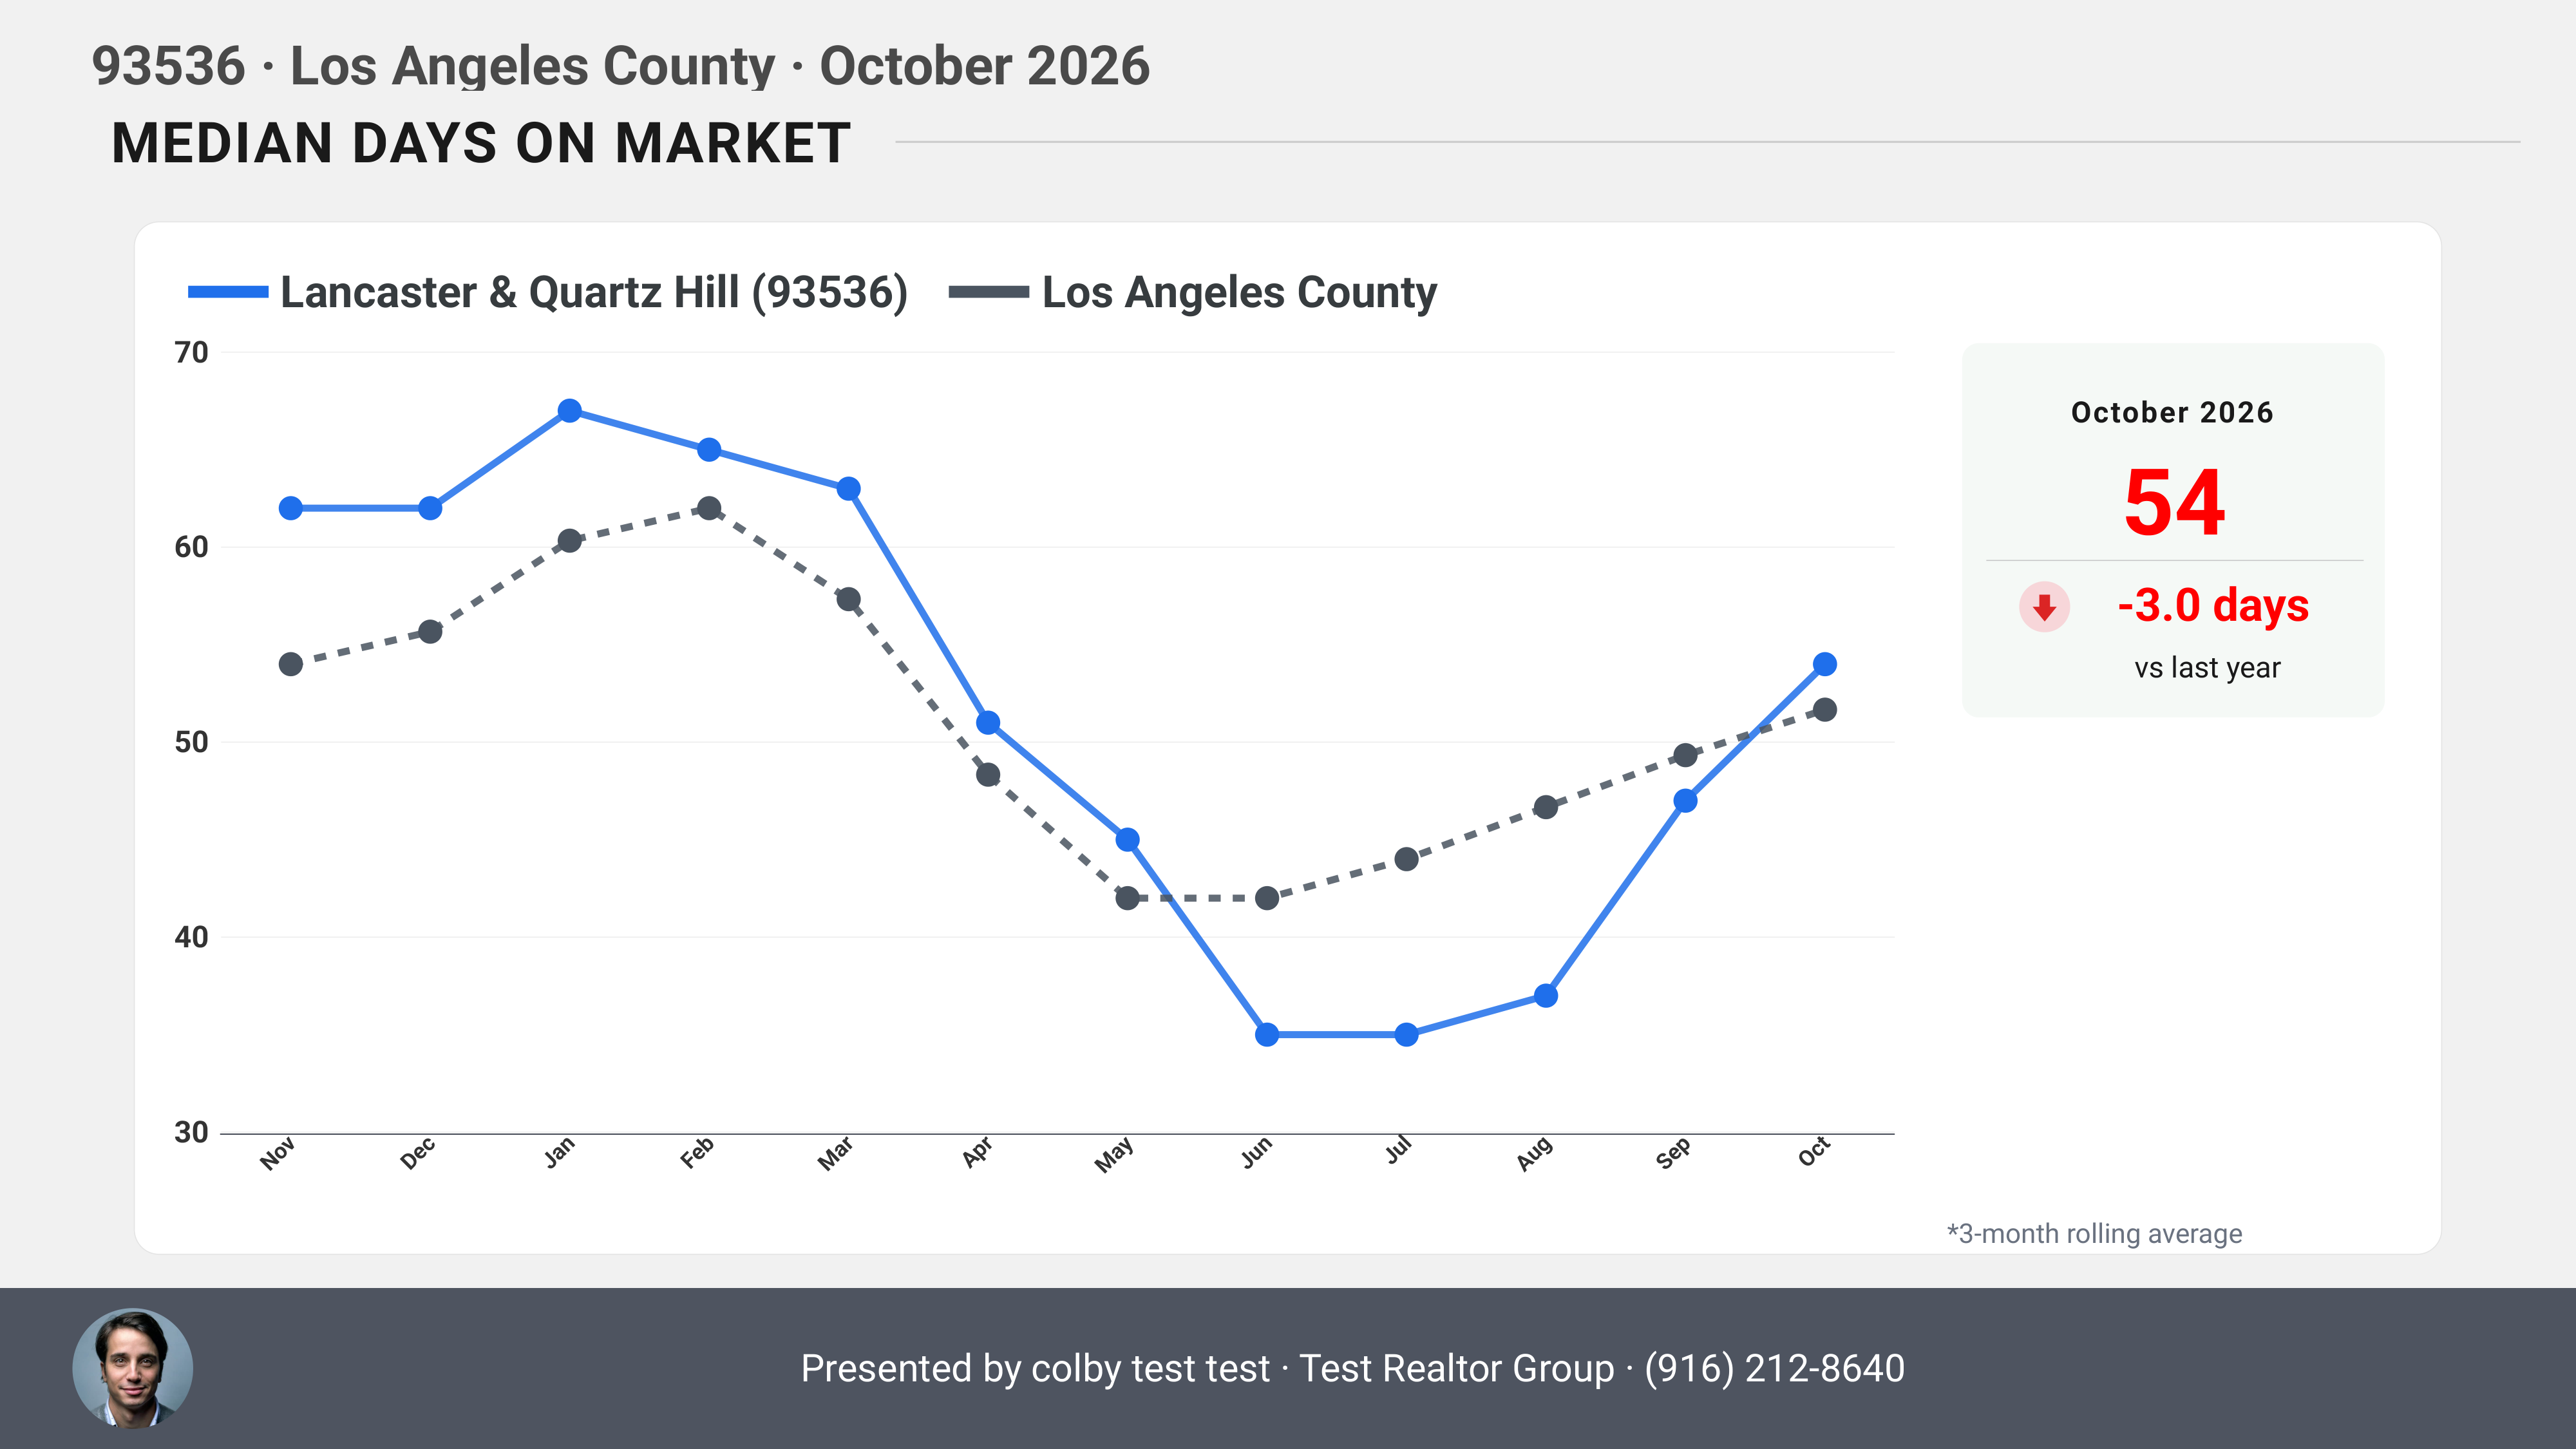 93536 · Los Angeles County · October 2026
MEDIAN DAYS ON MARKET
Lancaster & Quartz Hill (93536) Los Angeles County
70
60
50
40
30
Nov Dec Jan Feb Mar Apr May Jun Jul Aug Sep Oct
October 2026
54
-3.0 days
vs last year
*3-month rolling average
Presented by colby test test · Test Realtor Group · (916) 212-8640